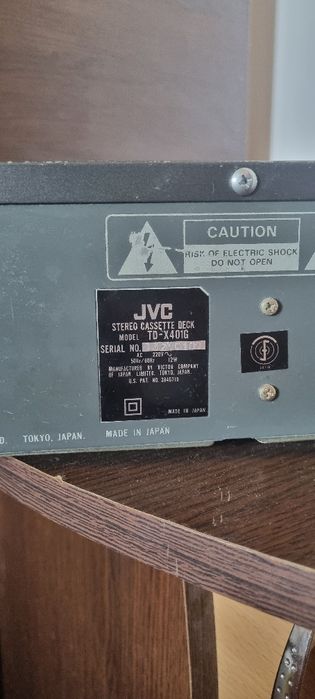 CAUTION
RISK OF ELECTRIC SHOCK
DO NOT OPEN
JVC
STEREO CASSETTE DECK
MODEL TD-X401G
SERIAL NO.
AC 220V~
50Hz/60Hz 12W
MANUFACTURED BY VICTOR COMPANY
OF JAPAN, LIMITED, TOKYO, JAPAN.
U.S. PAT. NO. 3846719
MADE IN JAPAN
D. TOKYO, JAPAN. MADE IN JAPAN